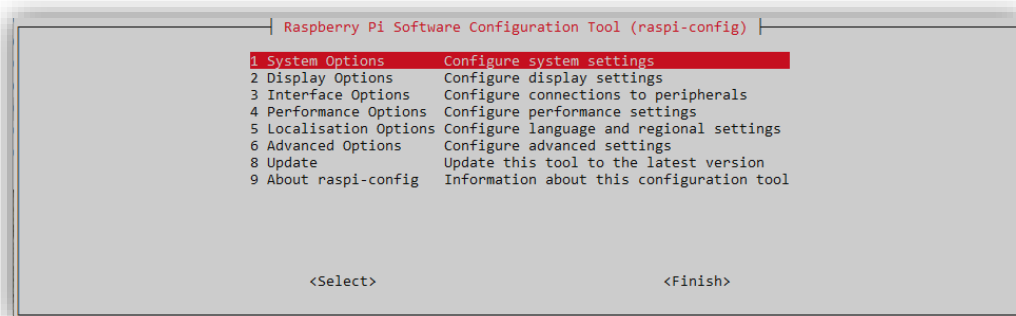 Raspberry Pi Software Configuration Tool (raspi-config)
1 System Options Configure system settings
2 Display Options Configure display settings
3 Interface Options Configure connections to peripherals
4 Performance Options Configure performance settings
5 Localisation Options Configure language and regional settings
6 Advanced Options Configure advanced settings
8 Update Update this tool to the latest version
9 About raspi-config Information about this configuration tool
<Select> <Finish>